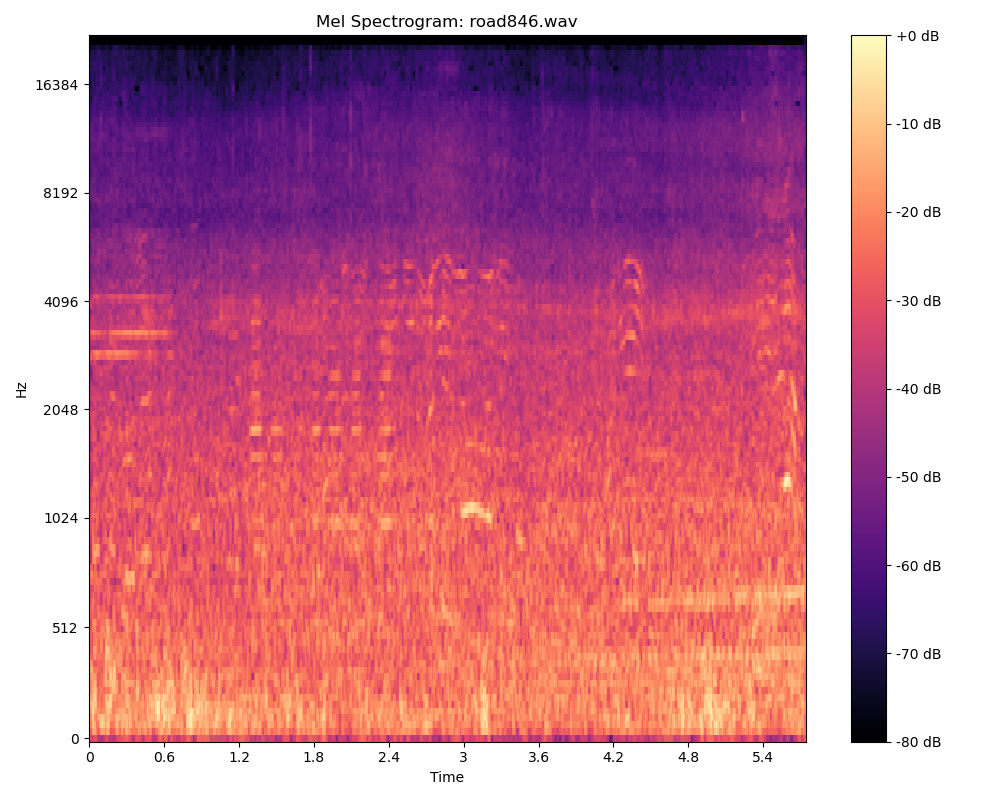 Mel Spectrogram: road846.wav
+0 dB
16384
-10 dB
8192
-20 dB
4096
-30 dB
Hz
-40 dB
2048
-50 dB
1024
-60 dB
512
-70 dB
0
-80 dB
0 0.6 1.2 1.8 2.4 3 3.6 4.2 4.8 5.4
Time